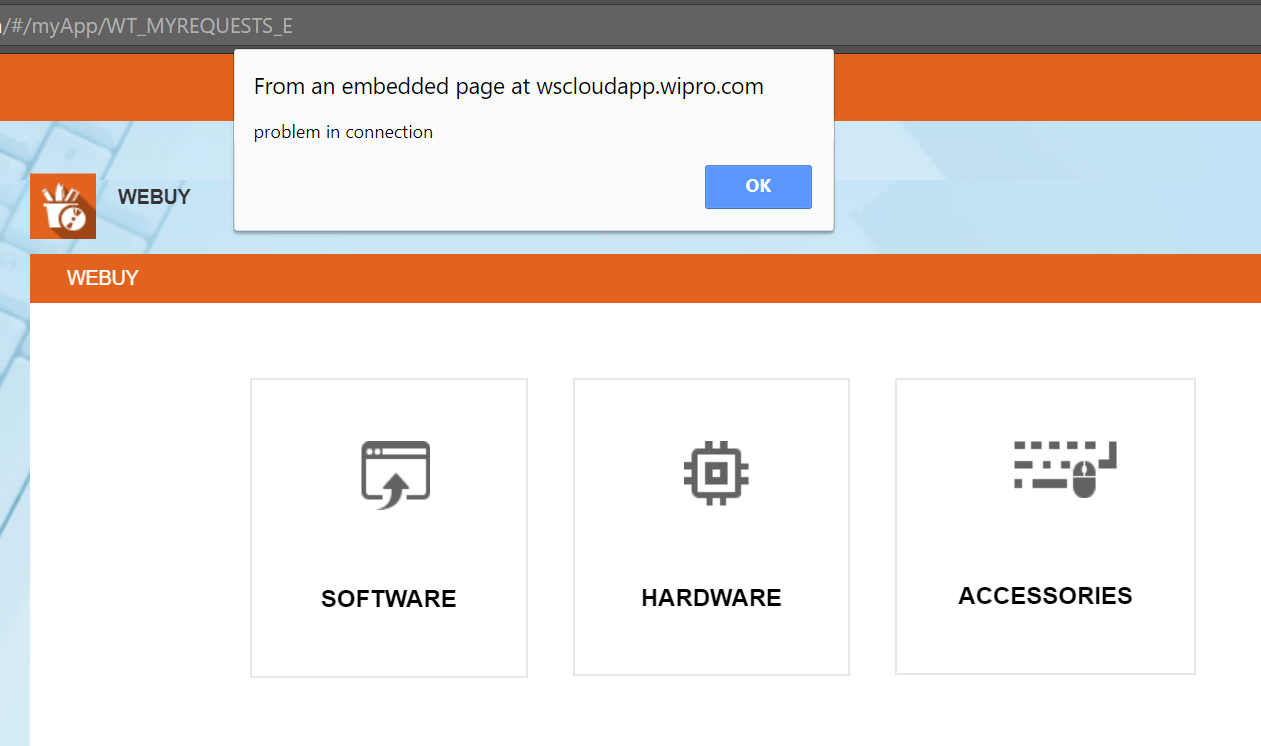 /#/myApp/WT_MYREQUESTS_E
From an embedded page at wscloudapp.wipro.com
problem in connection
OK
WEBUY
WEBUY
SOFTWARE
HARDWARE
ACCESSORIES